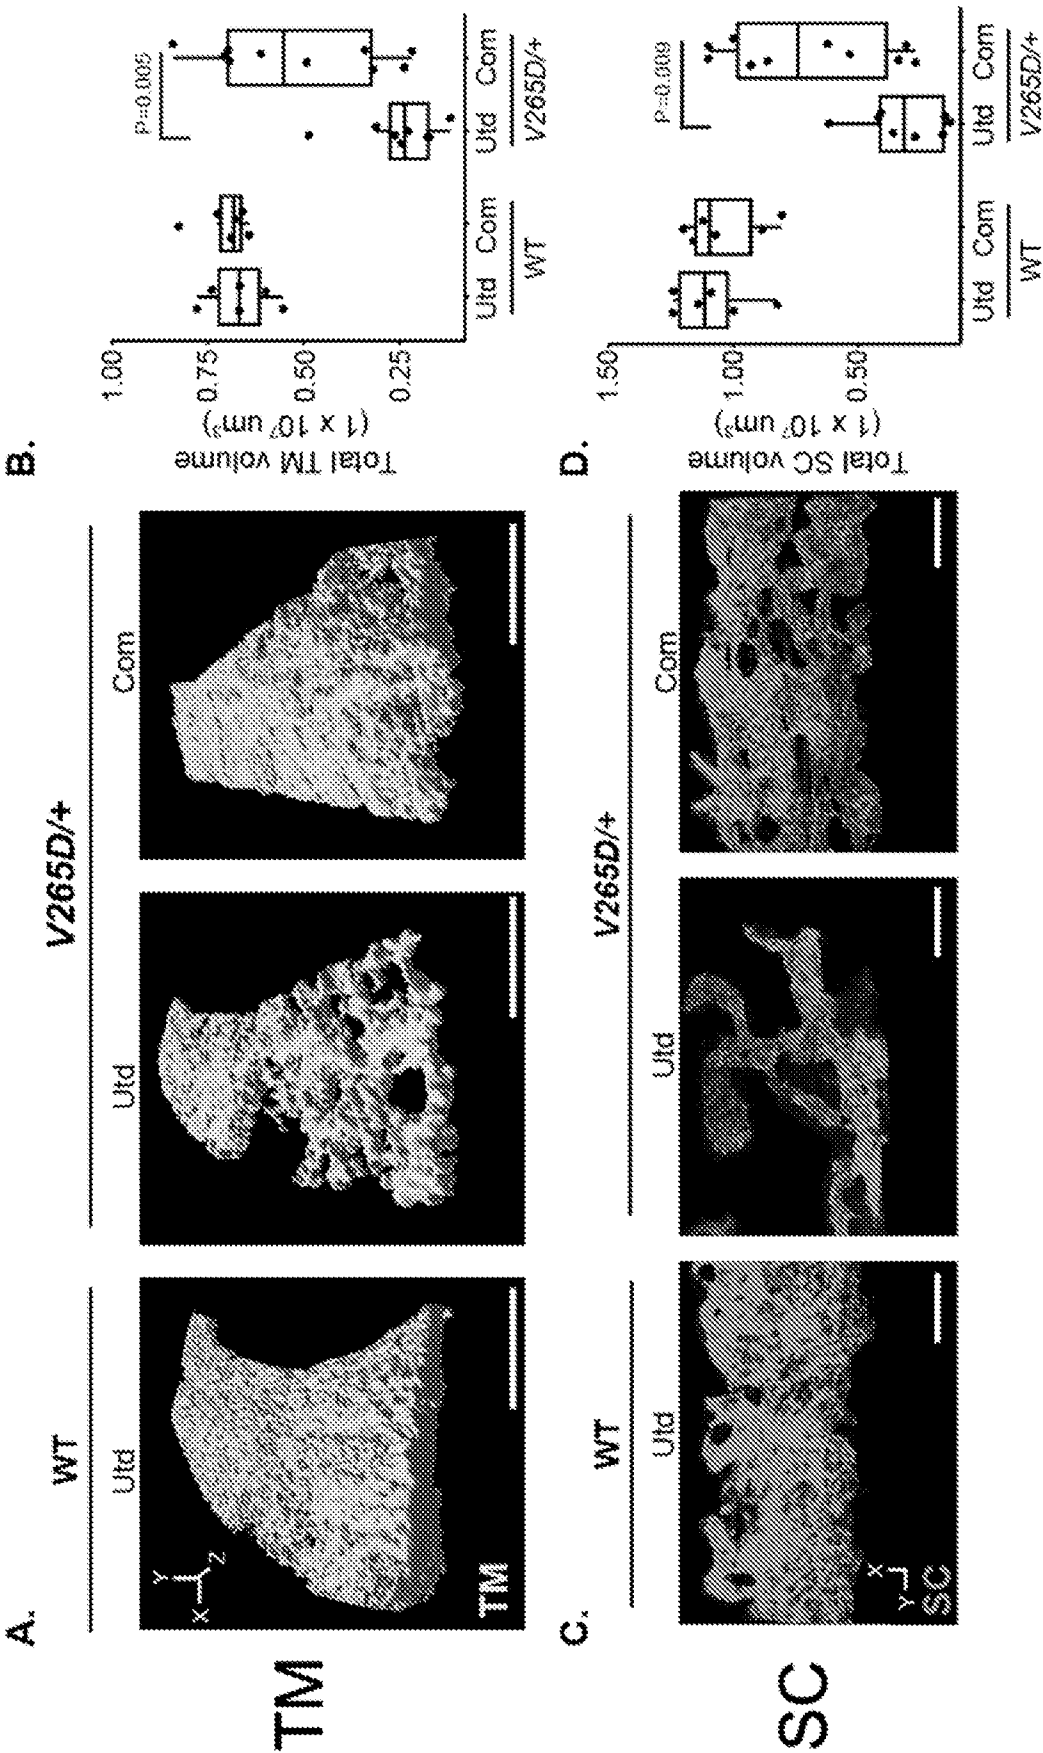 A.
WT
V265D/+
Utd
Utd
Com
TM
Y
X
Z
TM
B.
Total TM volume
(1 x 10⁷ um³)
1.00
0.75
0.50
0.25
P=0.005
Utd
Com
Utd
Com
WT
V265D/+
C.
WT
V265D/+
Utd
Utd
Com
SC
X
Y
SC
D.
Total SC volume
(1 x 10⁷ um³)
1.50
1.00
0.50
P=0.009
Utd
Com
Utd
Com
WT
V265D/+